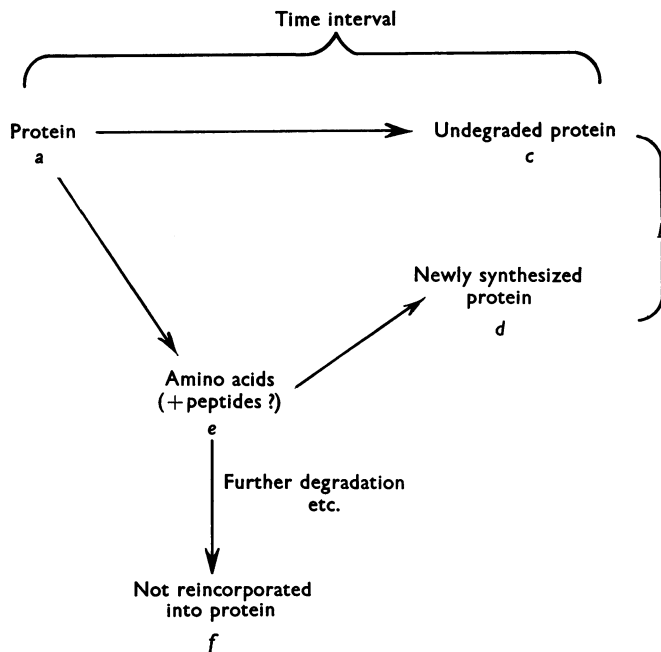 Time interval
Protein
a
Undegraded protein
c
Newly synthesized
protein
d
Amino acids
(+peptides?)
e
Further degradation
etc.
Not reincorporated
into protein
f